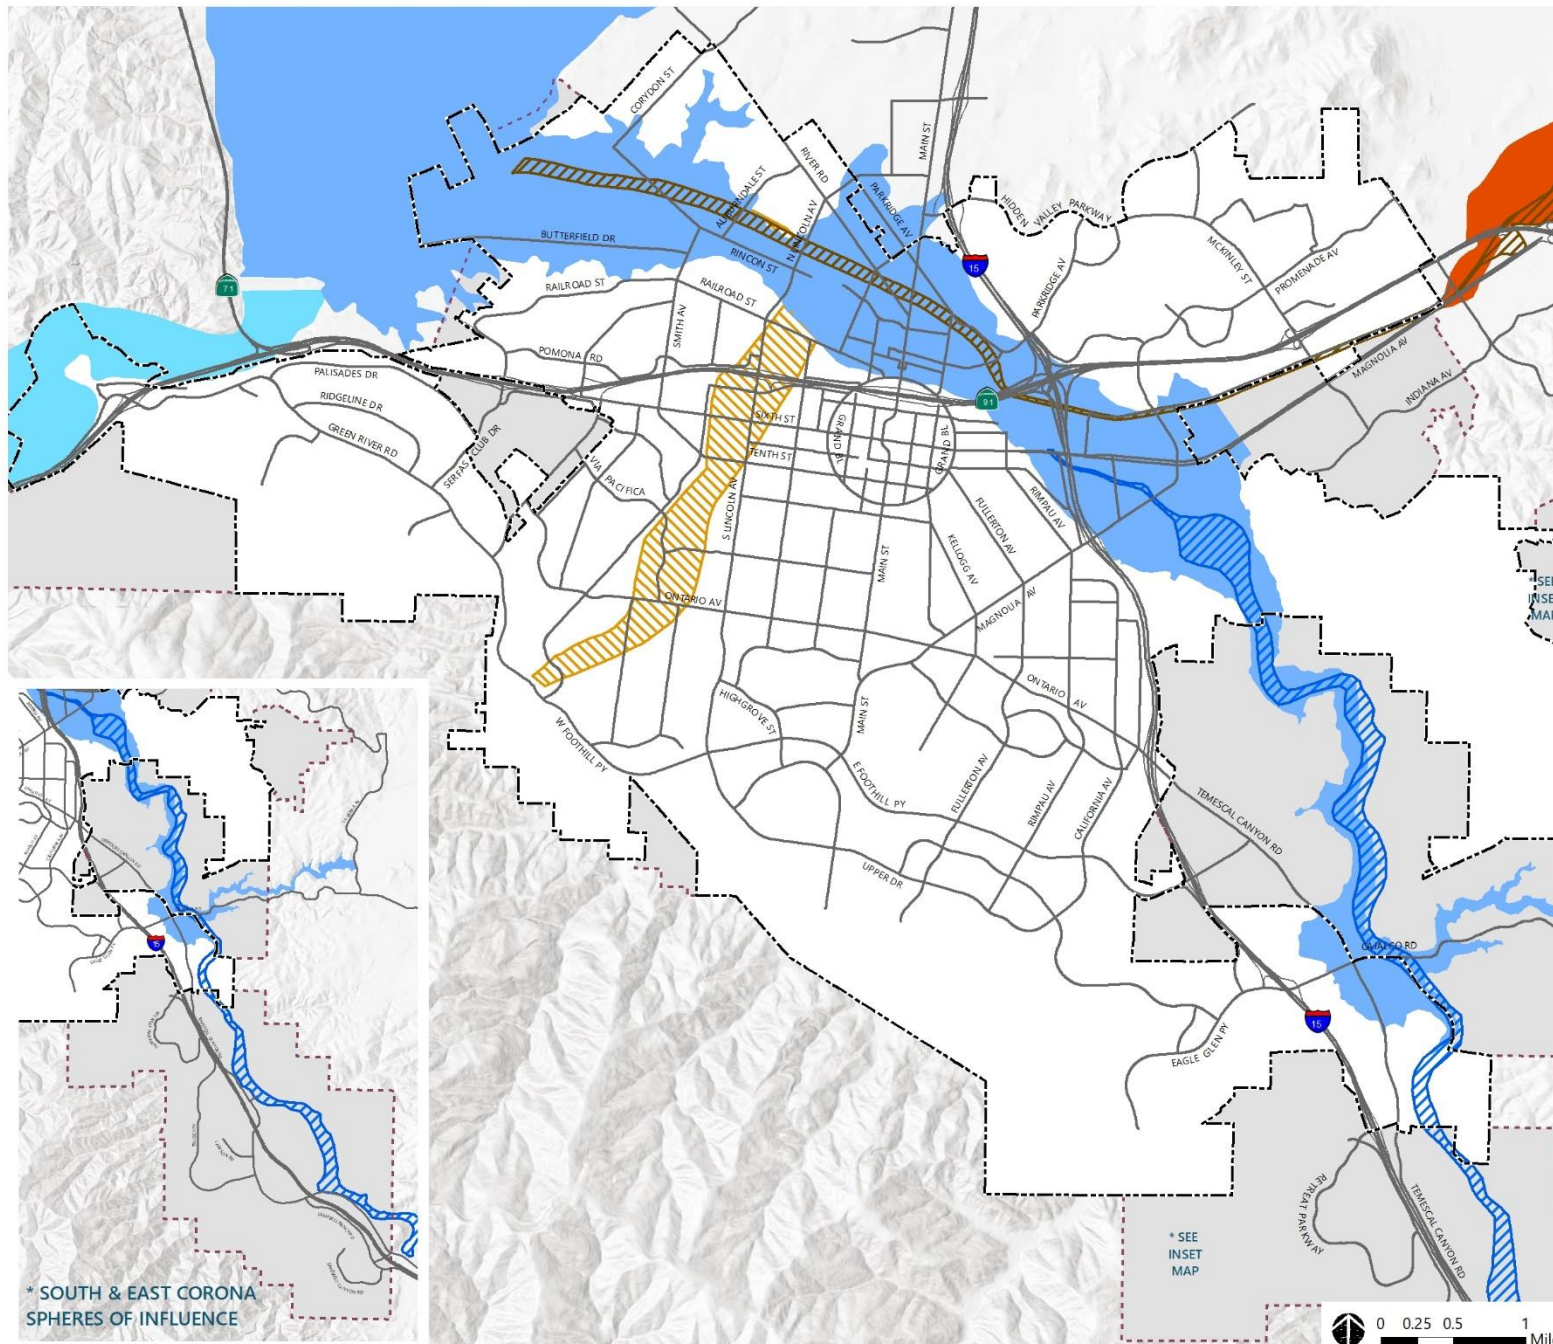 CORYDON ST
MAIN ST
RIVER RD
AUBURNDALE ST
PARKRIDGE AV
N LINCOLN AV
HIDDEN VALLEY PARKWAY
BUTTERFIELD DR
RINCON ST
MCKINLEY ST
PROMENADE AV
PARKRIDGE AV
15
71
RAILROAD ST
RAILROAD ST
SMITH AV
POMONA RD
PALISADES DR
MAGNOLIA AV
INDIANA AV
RIDGELINE DR
91
GREEN RIVER RD
SIXTH ST
GRAND BL
GRAND BL
SERFAS CLUB DR
TENTH ST
VIA PACIFICA
S LINCOLN AV
RIMPAU AV
FULLERTON AV
KELLOGG AV
MAIN ST
* SEE
INSET
MAP
ONTARIO AV
MAGNOLIA AV
ONTARIO AV
HIGHGROVE ST
MAIN ST
W FOOTHILL PY
E FOOTHILL PY
FULLERTON AV
RIMPAU AV
CALIFORNIA AV
TEMESCAL CANYON RD
UPPER DR
CAJALCO RD
15
15
EAGLE GLEN PY
RETREAT PARKWAY
TEMESCAL CANYON RD
* SEE
INSET
MAP
* SOUTH & EAST CORONA
SPHERES OF INFLUENCE
0 0.25 0.5 1
Mil